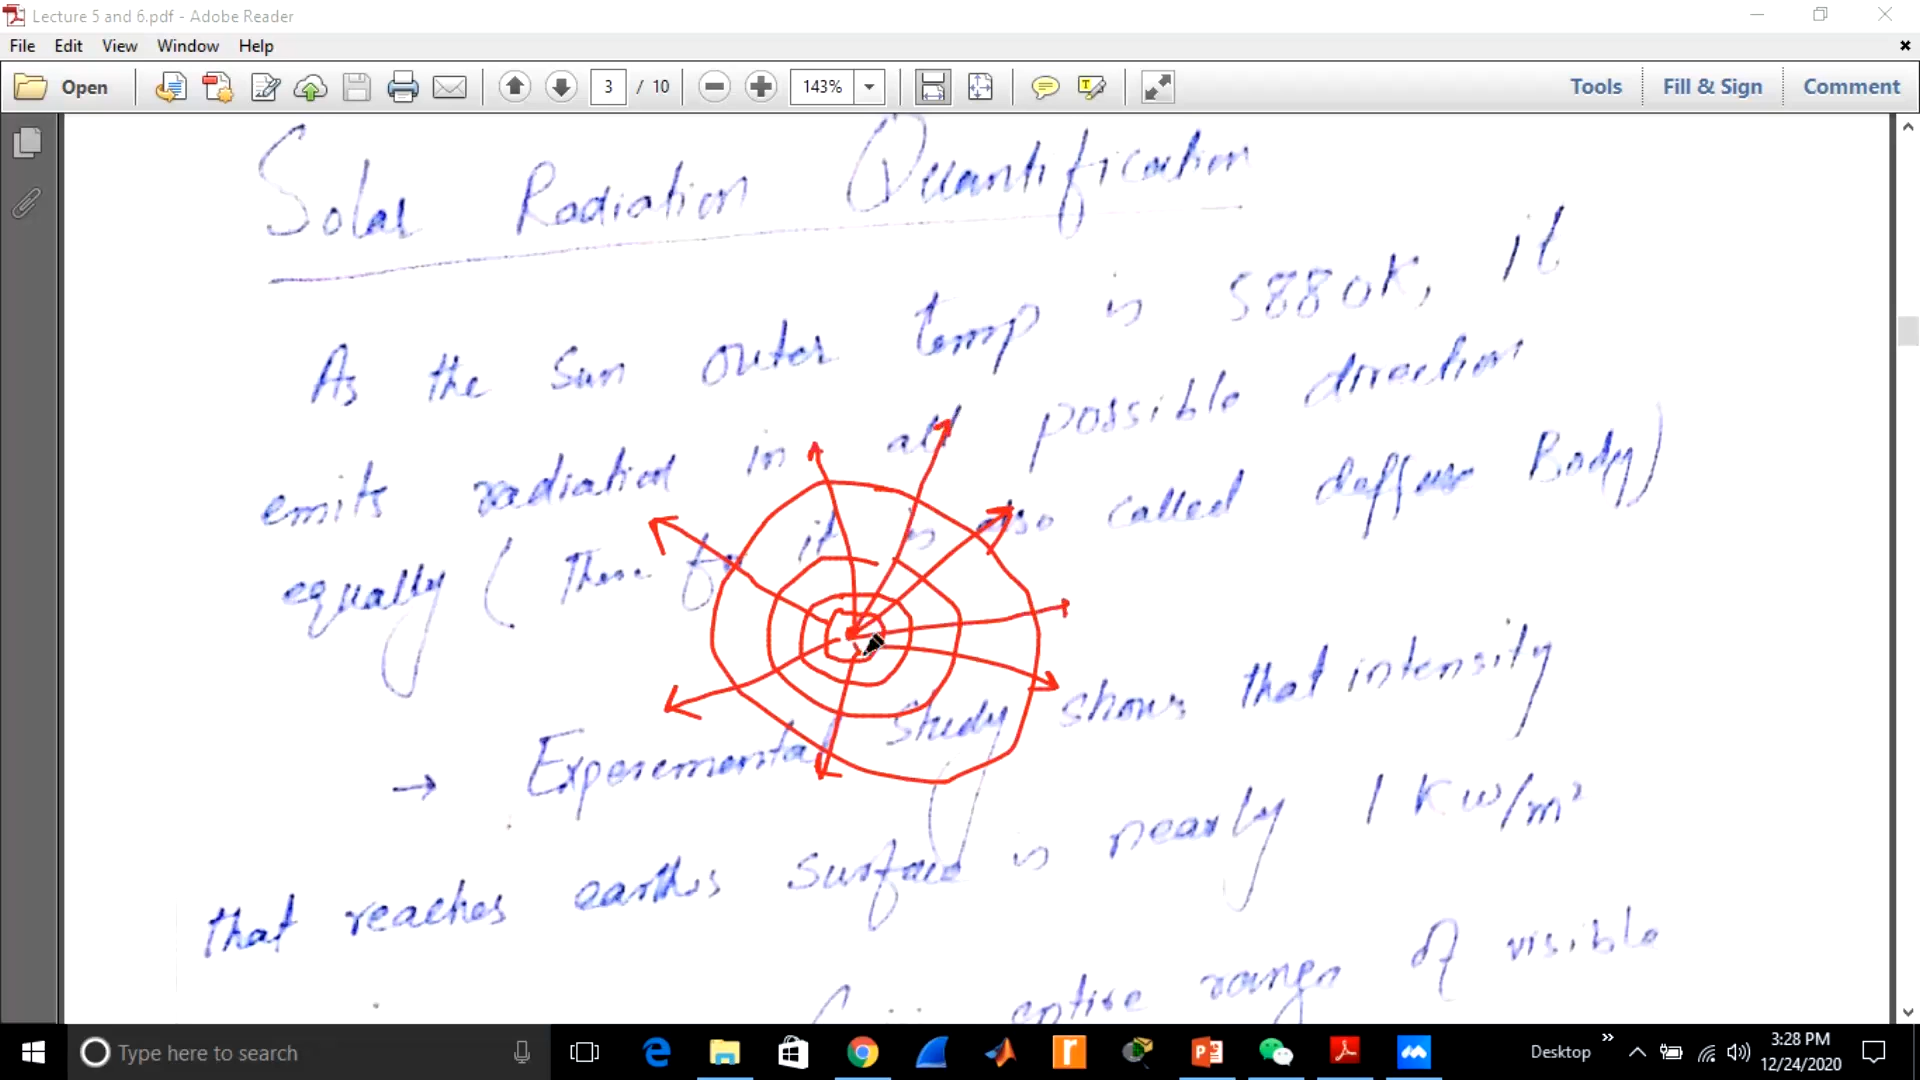 Lecture 5 and 6.pdf - Adobe Reader
File Edit View Window Help
Open 3 / 10 143% Tools Fill & Sign Comment
Solar Radiation Quantification
As the Sun outer temp is 5880K, it
emits radiation in all possible direction
equally ( There for it is also called deffuse Body)
→ Experemental study shows that intensity
that reaches earths surface is nearly 1 KW/m²
entire range of visible
Type here to search
Desktop
3:28 PM
12/24/2020